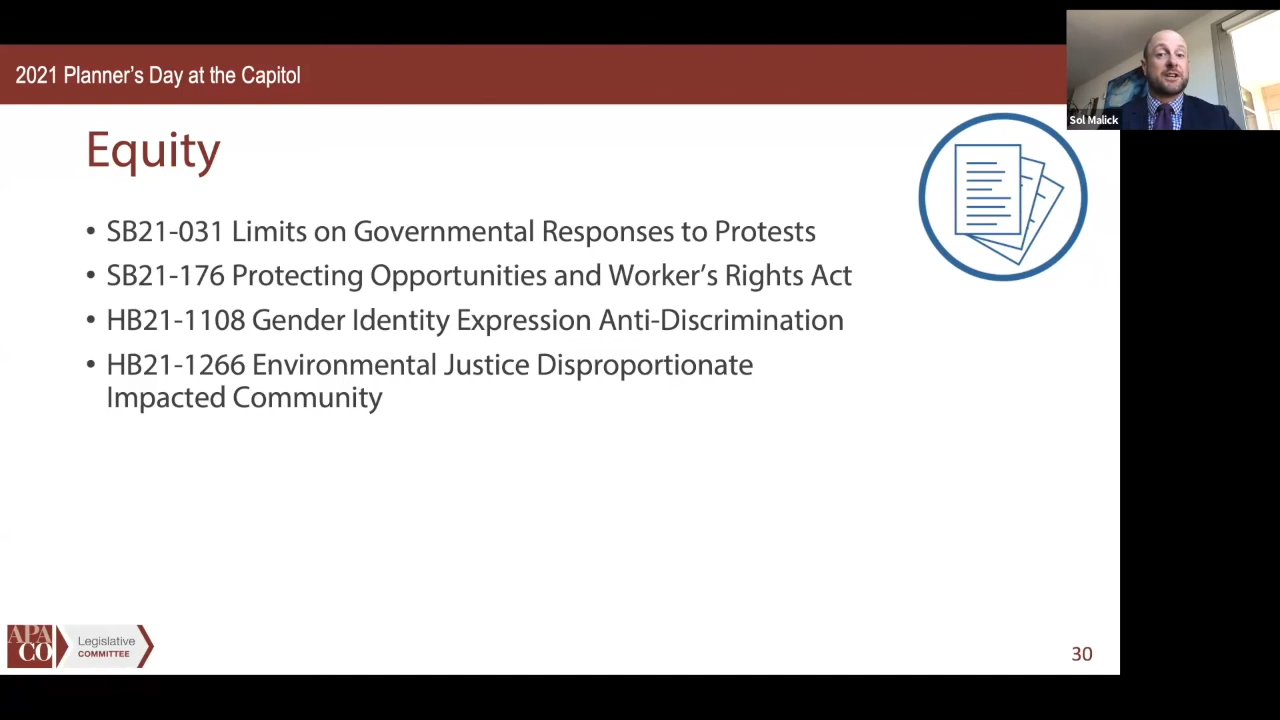 2021 Planner's Day at the Capitol
Sol Malick
Equity
• SB21-031 Limits on Governmental Responses to Protests
• SB21-176 Protecting Opportunities and Worker's Rights Act
• HB21-1108 Gender Identity Expression Anti-Discrimination
• HB21-1266 Environmental Justice Disproportionate
Impacted Community
APA
CO
Legislative
COMMITTEE
30